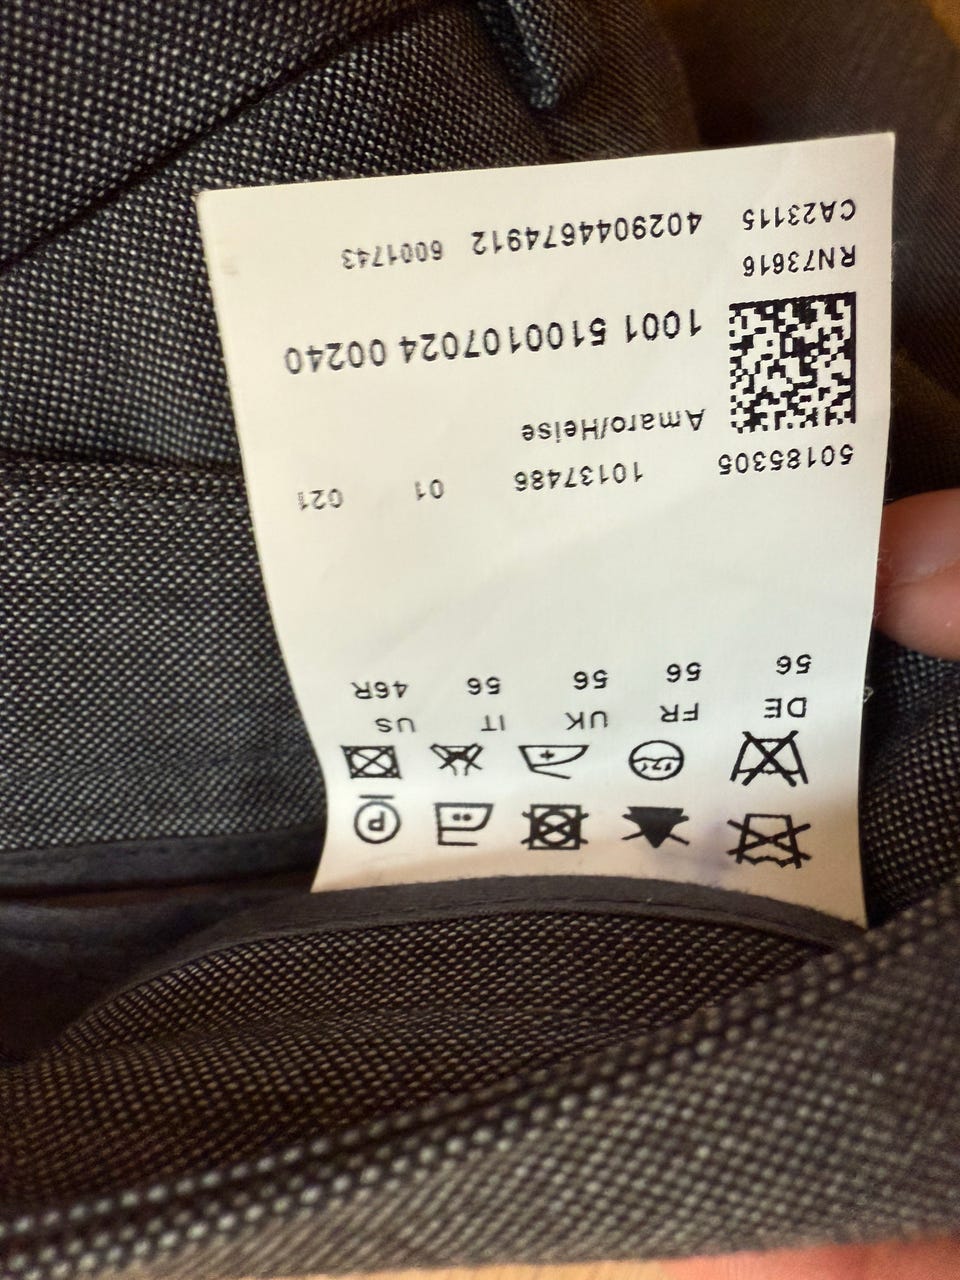 P
DE FR UK IT US
56 56 56 56 46R
50185305 10137486 01 021
Amaro/Heise
1001 5100107024 00240
RN73616
CA23115 4029044674912 6001743